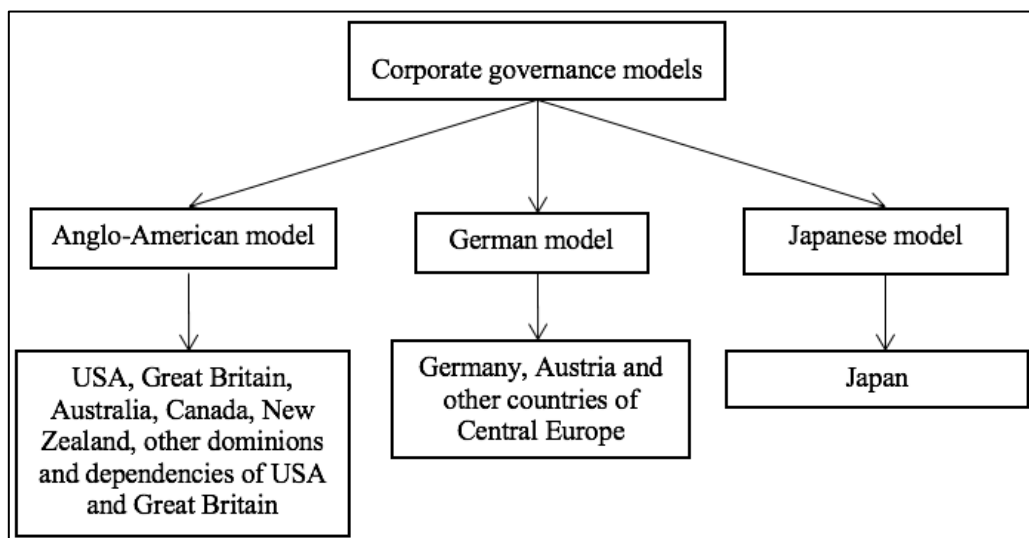 Corporate governance models
Anglo-American model
German model
Japanese model
USA, Great Britain,
Australia, Canada, New
Zealand, other dominions
and dependencies of USA
and Great Britain
Germany, Austria and
other countries of
Central Europe
Japan